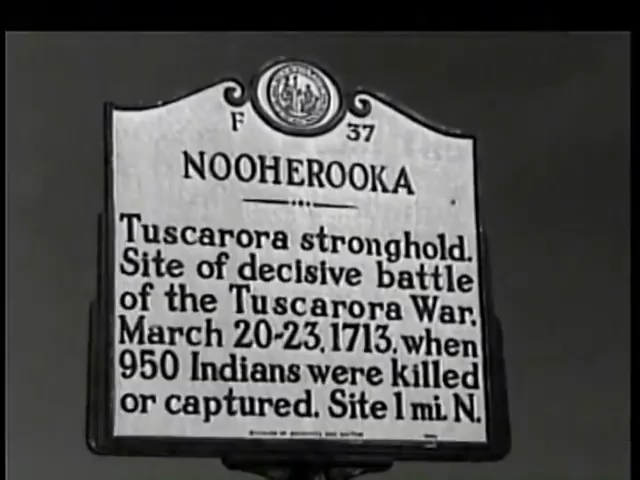 F 37
NOOHEROOKA
Tuscarora stronghold.
Site of decisive battle
of the Tuscarora War,
March 20-23, 1713, when
950 Indians were killed
or captured. Site 1 mi. N.